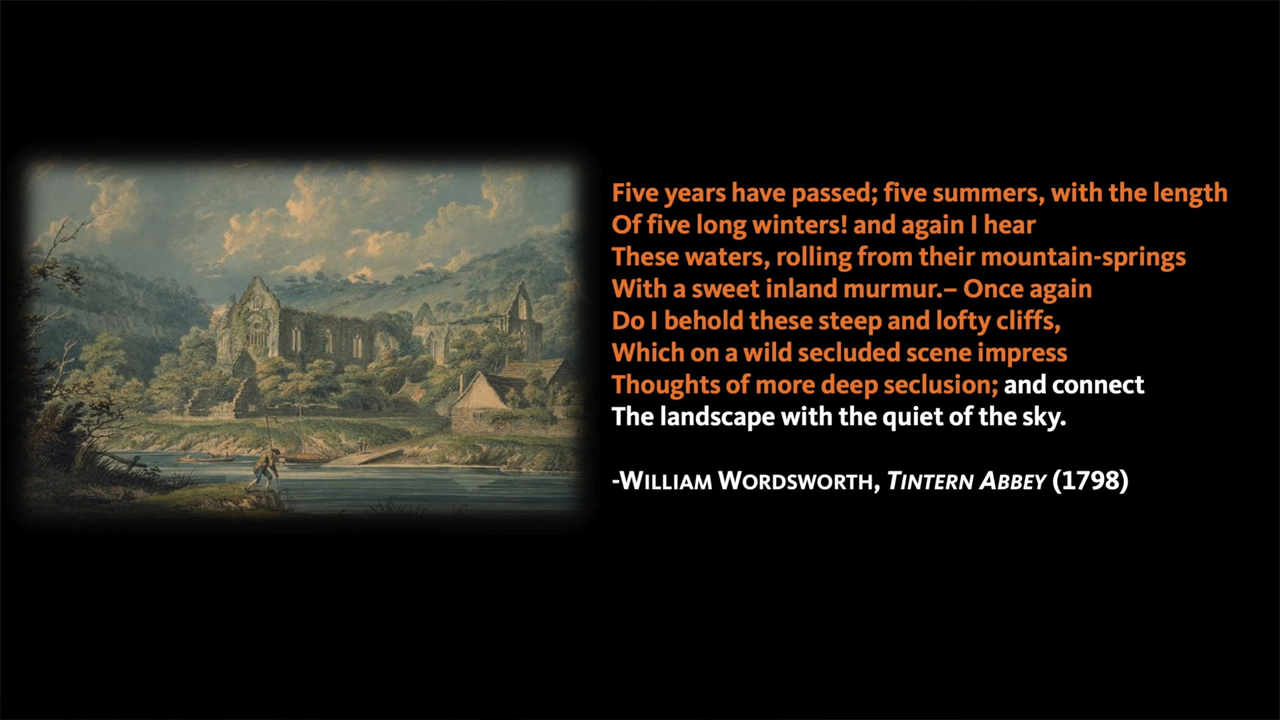 Five years have passed; five summers, with the length
Of five long winters! and again I hear
These waters, rolling from their mountain-springs
With a sweet inland murmur.– Once again
Do I behold these steep and lofty cliffs,
Which on a wild secluded scene impress
Thoughts of more deep seclusion; and connect
The landscape with the quiet of the sky.
-WILLIAM WORDSWORTH, TINTERN ABBEY (1798)